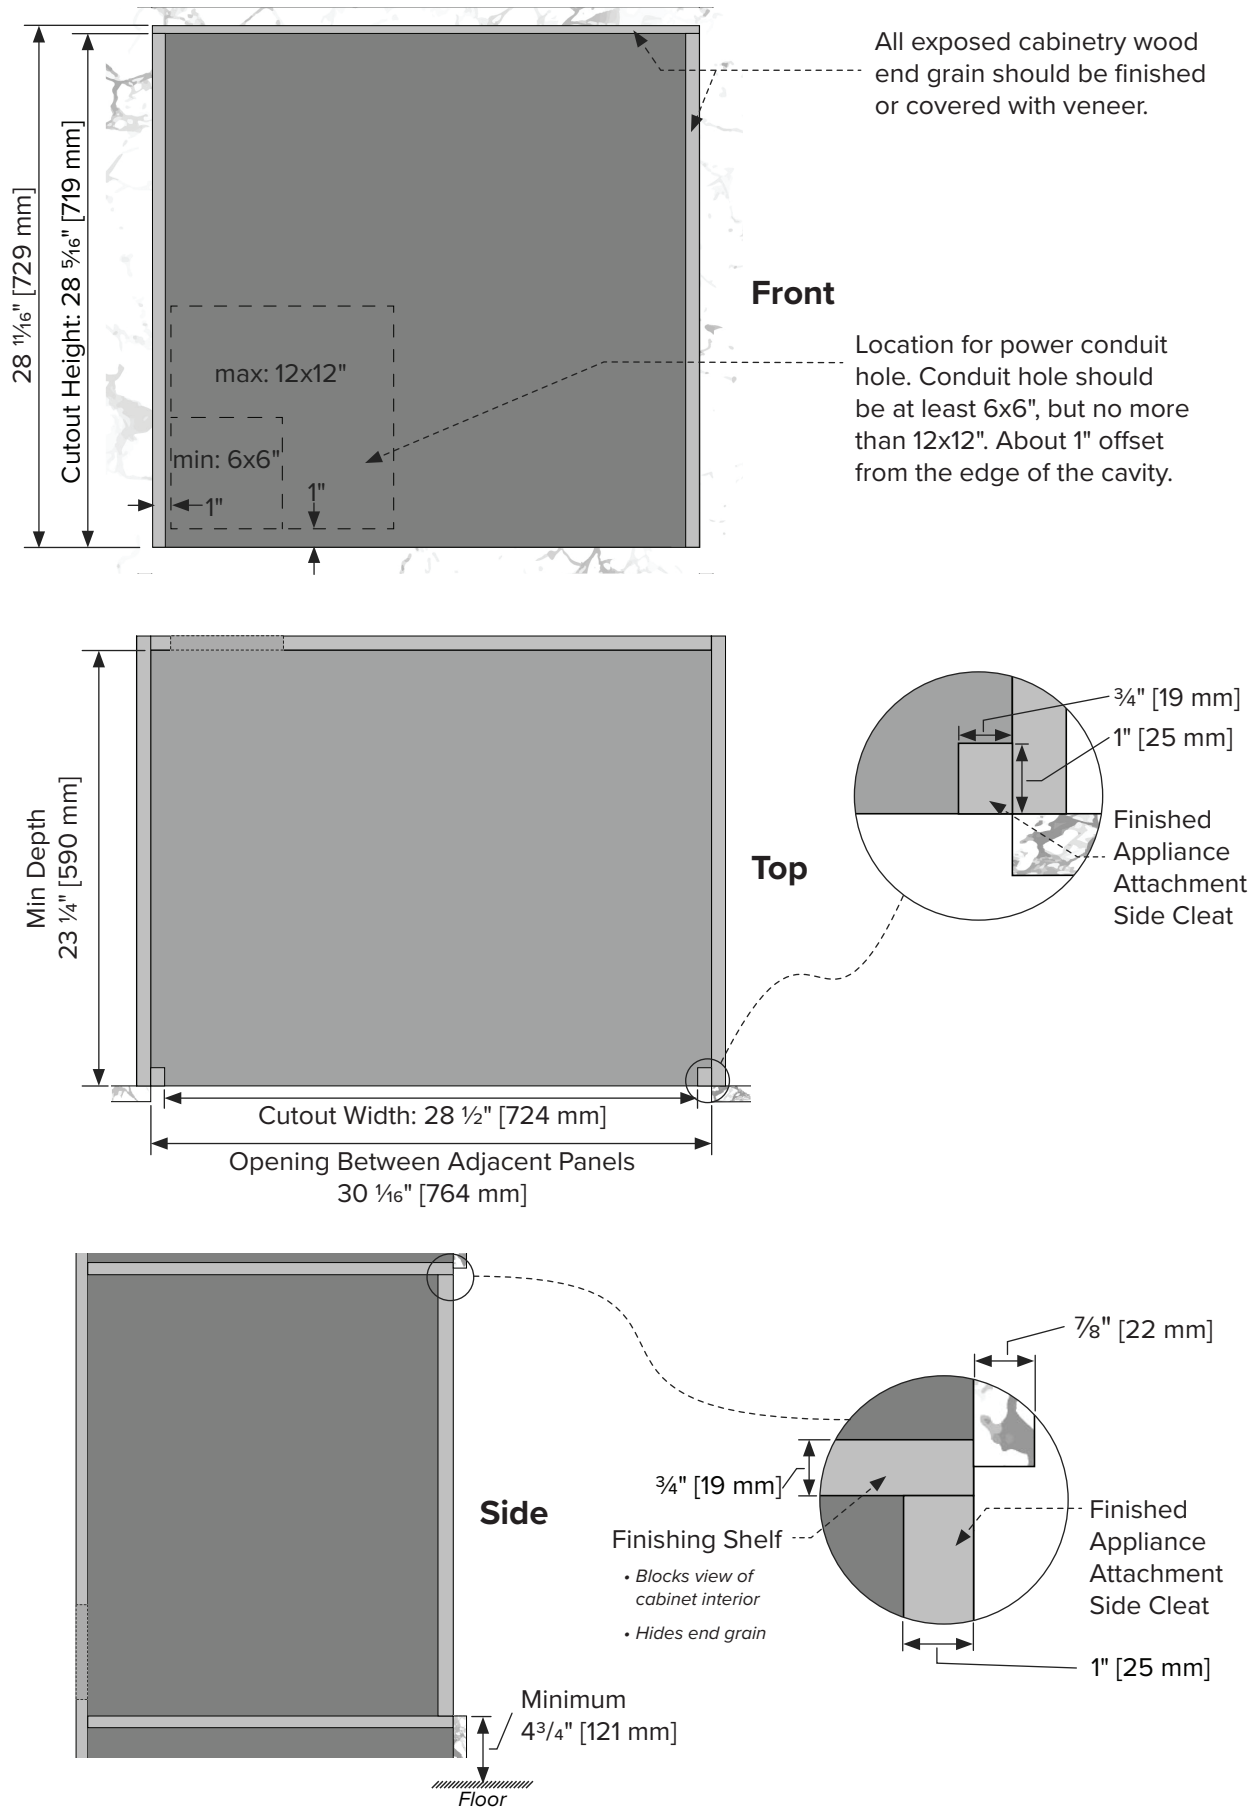 28 11⁄16" [729 mm]
Cutout Height: 28 5⁄16" [719 mm]
All exposed cabinetry wood
end grain should be finished
or covered with veneer.
Front
Location for power conduit
hole. Conduit hole should
be at least 6x6", but no more
than 12x12". About 1" offset
from the edge of the cavity.
max: 12x12"
min: 6x6"
1"
1"
Min Depth
23 ¼" [590 mm]
Top
¾" [19 mm]
1" [25 mm]
Finished
Appliance
Attachment
Side Cleat
Cutout Width: 28 ½" [724 mm]
Opening Between Adjacent Panels
30 1⁄16" [764 mm]
Side
⅞" [22 mm]
¾" [19 mm]
Finishing Shelf
• Blocks view of
cabinet interior
• Hides end grain
Finished
Appliance
Attachment
Side Cleat
1" [25 mm]
Minimum
4 3/4" [121 mm]
Floor